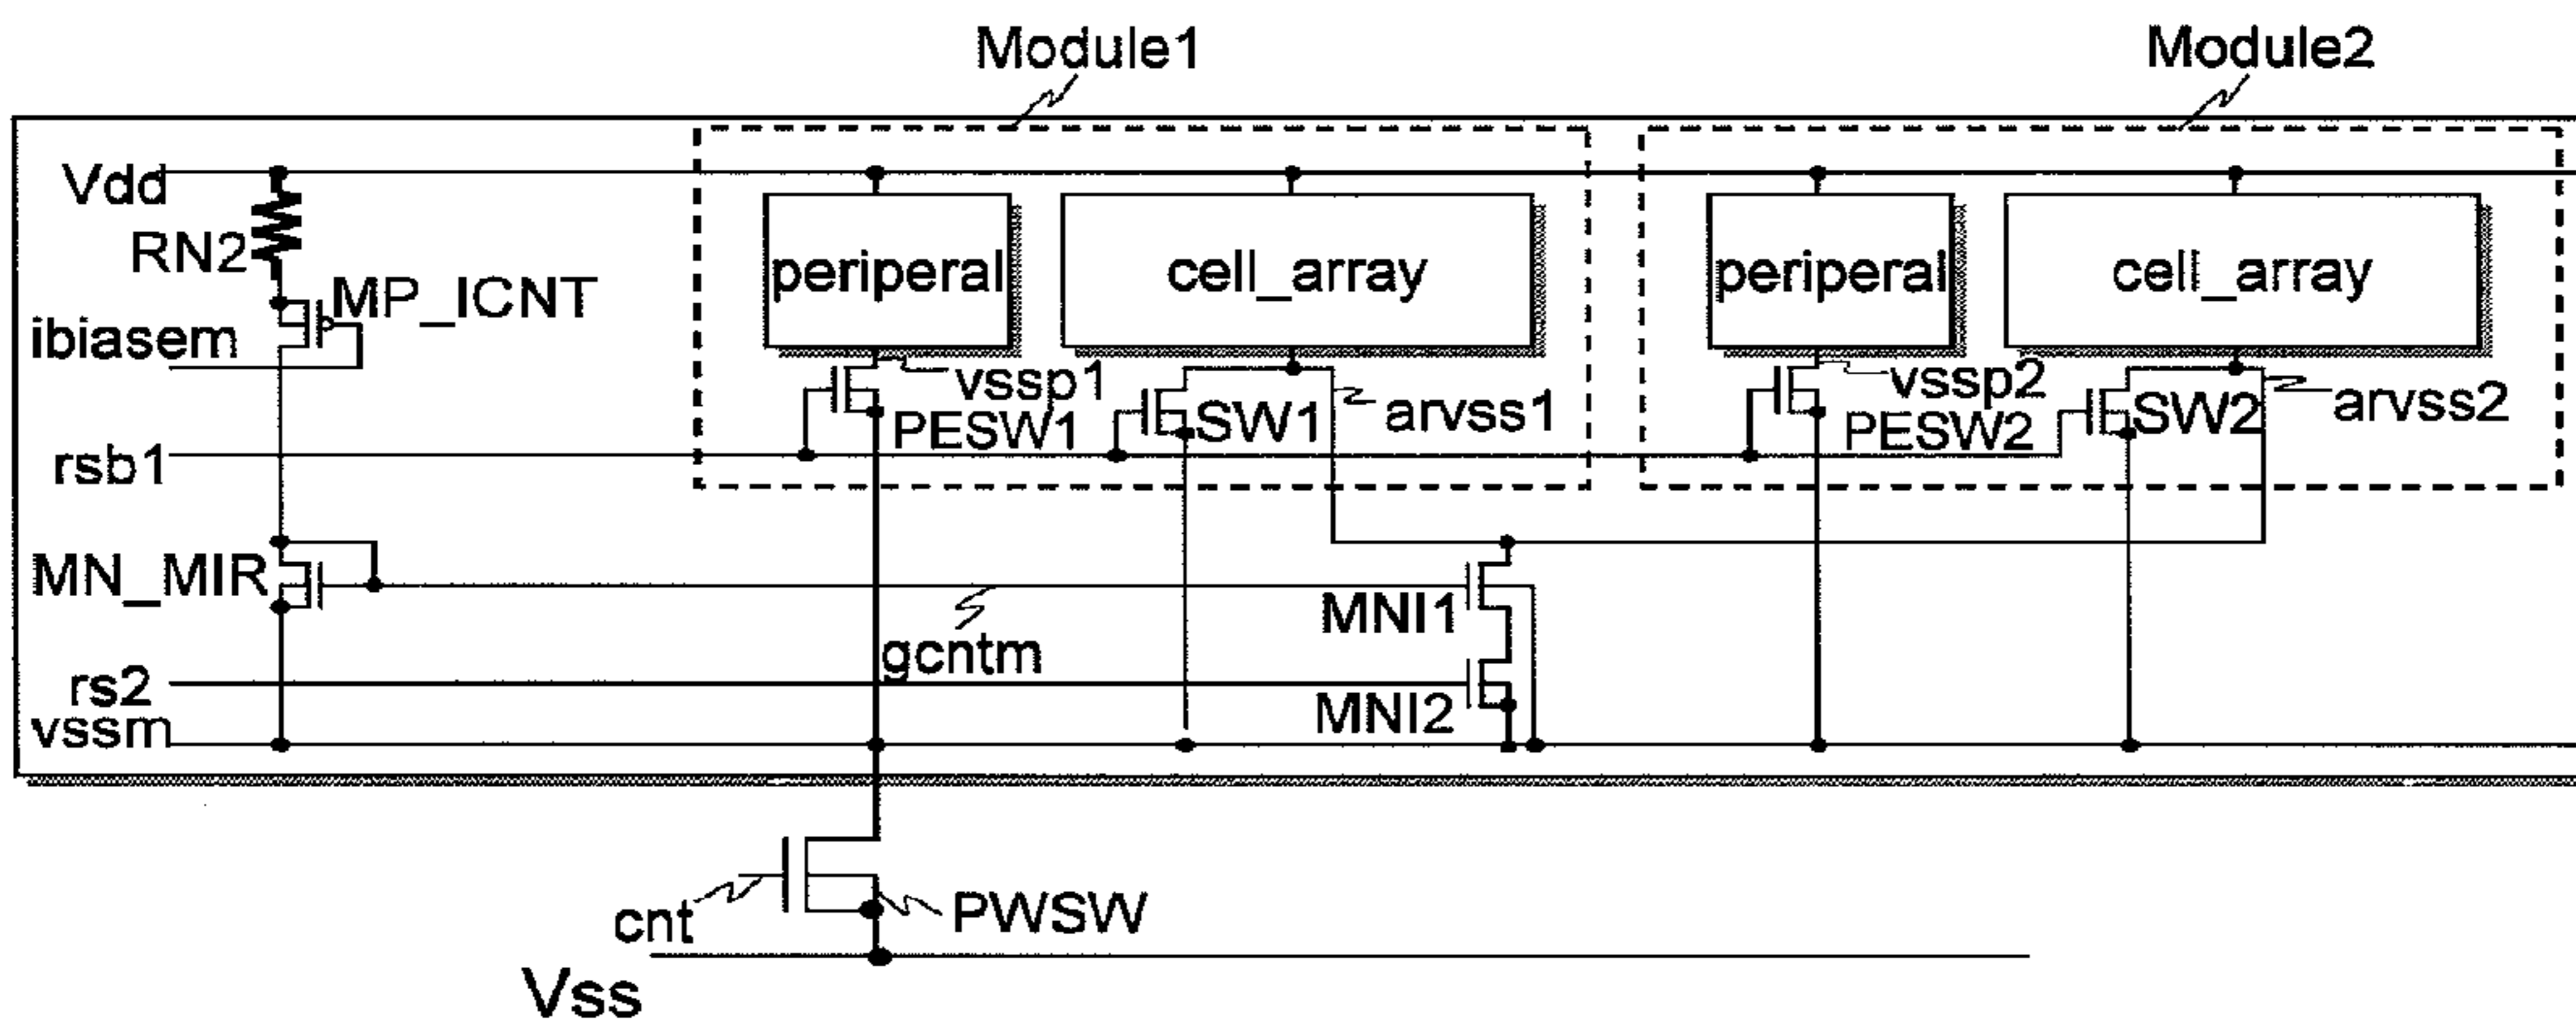 Module1
Module2
Vdd
RN2
MP_ICNT
ibiasem
periperal
cell_array
periperal
cell_array
vssp1
PESW1
SW1
arvss1
vssp2
PESW2
SW2
arvss2
rsb1
MN_MIR
MNI1
gcntm
rs2
MNI2
vssm
cnt
PWSW
Vss